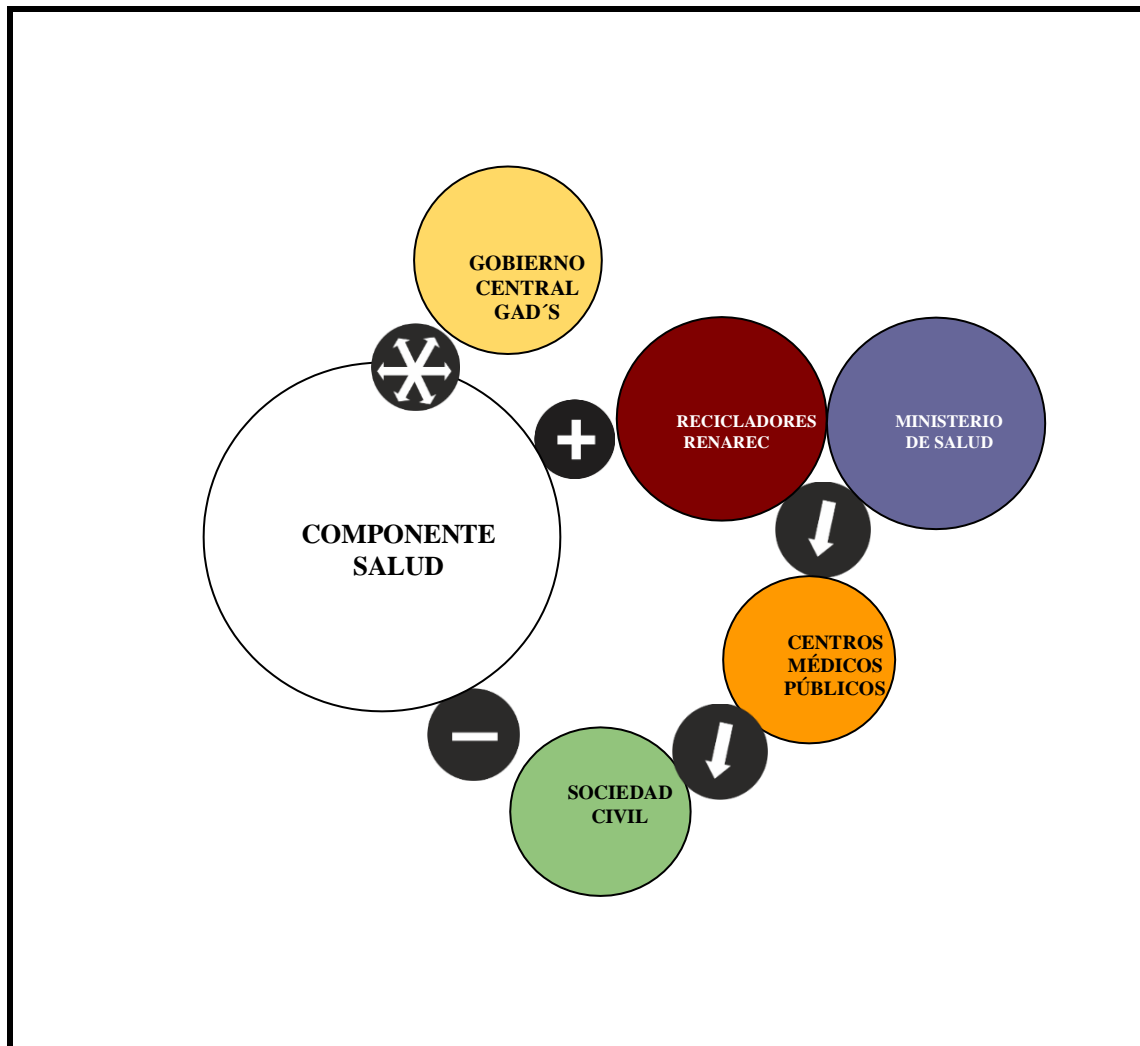 GOBIERNO
CENTRAL
GAD´S
RECICLADORES
RENAREC
MINISTERIO
DE SALUD
COMPONENTE
SALUD
CENTROS
MÉDICOS
PÚBLICOS
SOCIEDAD
CIVIL